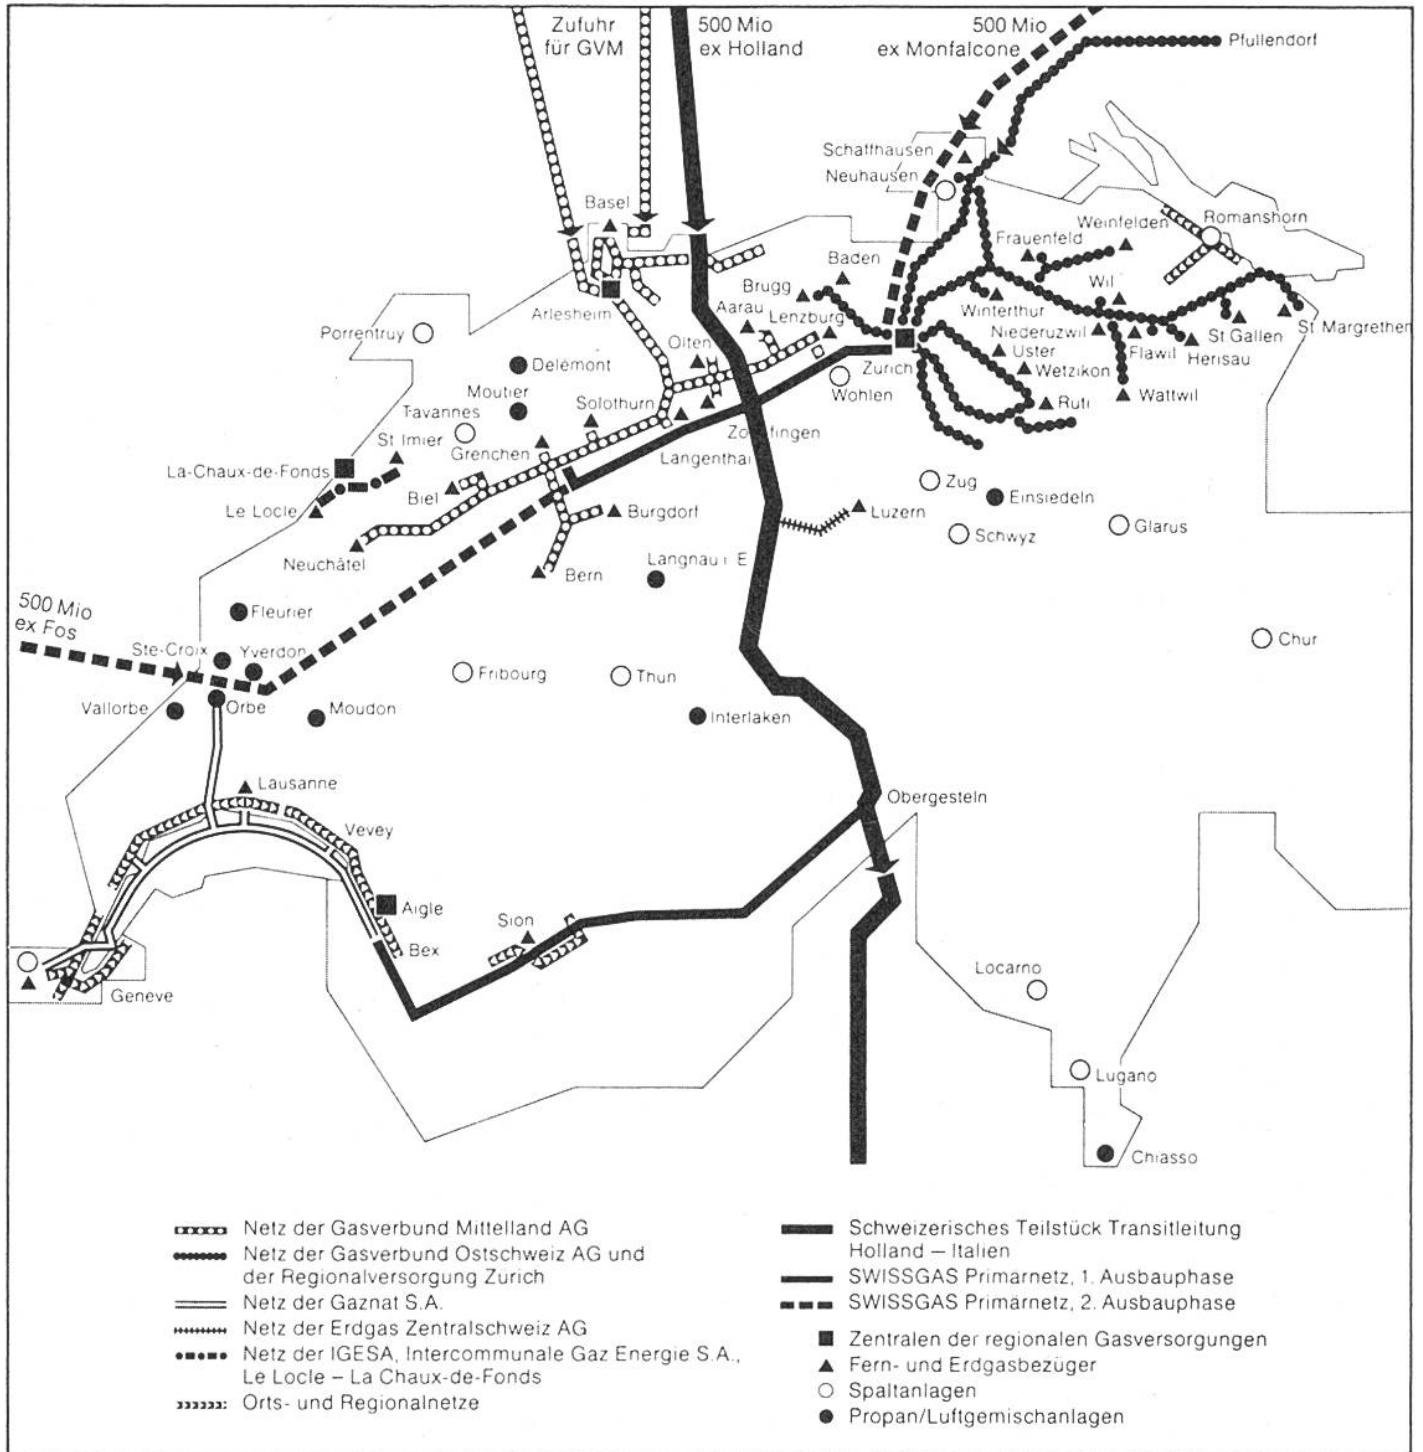 Zufuhr
für GVM
500 Mio
ex Holland
500 Mio
ex Monfalcone
Pfullendorf
Schaffhausen
Neuhausen
Basel
Weinfelden
Romanshorn
Frauenfeld
Baden
Brugg
Wil
Arlesheim
Aarau
Lenzburg
Winterthur
Niederuzwil
St Gallen
St. Margrethen
Porrentruy
Olten
Zürich
Uster
Flawil
Herisau
Delémont
Wetzikon
Moutier
Wohlen
Wattwil
Tavannes
Solothurn
Rüti
St Imier
Grenchen
Zofingen
Langenthal
La-Chaux-de-Fonds
Biel
Zug
Einsiedeln
Le Locle
Burgdorf
Luzern
Schwyz
Glarus
Neuchâtel
Bern
Langnau i E
500 Mio
ex Fos
Fleurier
Ste-Croix
Yverdon
Chur
Fribourg
Thun
Vallorbe
Orbe
Moudon
Interlaken
Lausanne
Obergesteln
Vevey
Aigle
Sion
Bex
Locarno
Genève
Lugano
Chiasso
Netz der Gasverbund Mittelland AG
Netz der Gasverbund Ostschweiz AG und
der Regionalversorgung Zürich
Netz der Gaznat S.A.
Netz der Erdgas Zentralschweiz AG
Netz der IGESA, Intercommunale Gaz Energie S.A.,
Le Locle – La Chaux-de-Fonds
Orts- und Regionalnetze
Schweizerisches Teilstück Transitleitung
Holland – Italien
SWISSGAS Primärnetz, 1. Ausbauphase
SWISSGAS Primärnetz, 2. Ausbauphase
Zentralen der regionalen Gasversorgungen
Fern- und Erdgasbezüger
Spaltanlagen
Propan/Luftgemischanlagen